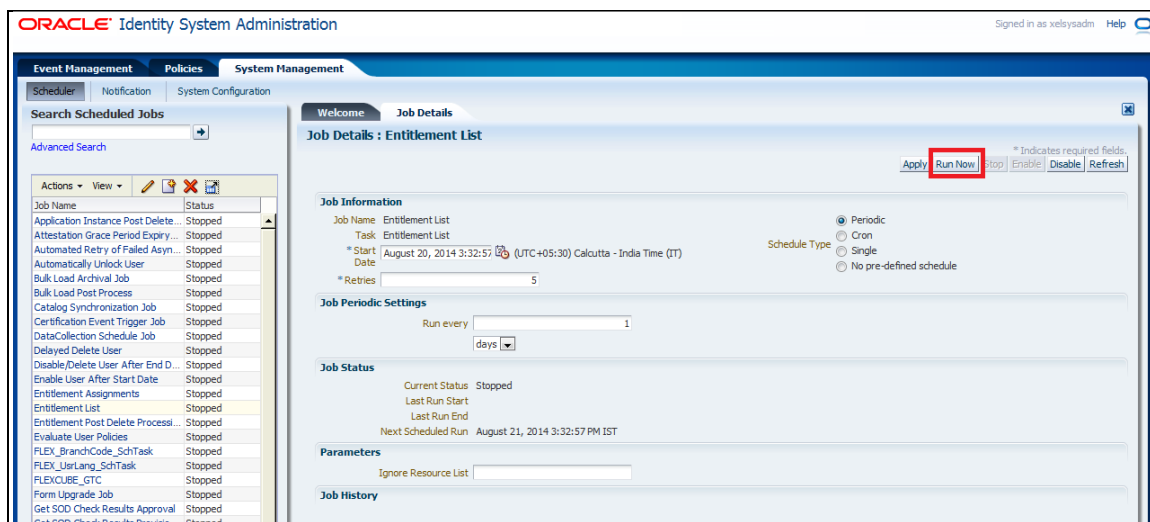 ORACLE Identity System Administration
Signed in as xelsysadm Help
Event Management Policies System Management
Scheduler Notification System Configuration
Search Scheduled Jobs
Advanced Search
Actions View
Job Name Status
Application Instance Post Delete... Stopped
Attestation Grace Period Expiry... Stopped
Automated Retry of Failed Asyn... Stopped
Automatically Unlock User Stopped
Bulk Load Archival Job Stopped
Bulk Load Post Process Stopped
Catalog Synchronization Job Stopped
Certification Event Trigger Job Stopped
DataCollection Schedule Job Stopped
Delayed Delete User Stopped
Disable/Delete User After End D... Stopped
Enable User After Start Date Stopped
Entitlement Assignments Stopped
Entitlement List Stopped
Entitlement Post Delete Processi... Stopped
Evaluate User Policies Stopped
FLEX_BranchCode_SchTask Stopped
FLEX_UsrLang_SchTask Stopped
FLEXCUBE_GTC Stopped
Form Upgrade Job Stopped
Get SOD Check Results Approval Stopped
Welcome Job Details
Job Details : Entitlement List
* Indicates required fields.
Apply Run Now Stop Enable Disable Refresh
Job Information
Job Name Entitlement List
Task Entitlement List
* Start Date August 20, 2014 3:32:57 (UTC+05:30) Calcutta - India Time (IT)
* Retries 5
Schedule Type
Periodic
Cron
Single
No pre-defined schedule
Job Periodic Settings
Run every 1
days
Job Status
Current Status Stopped
Last Run Start
Last Run End
Next Scheduled Run August 21, 2014 3:32:57 PM IST
Parameters
Ignore Resource List
Job History